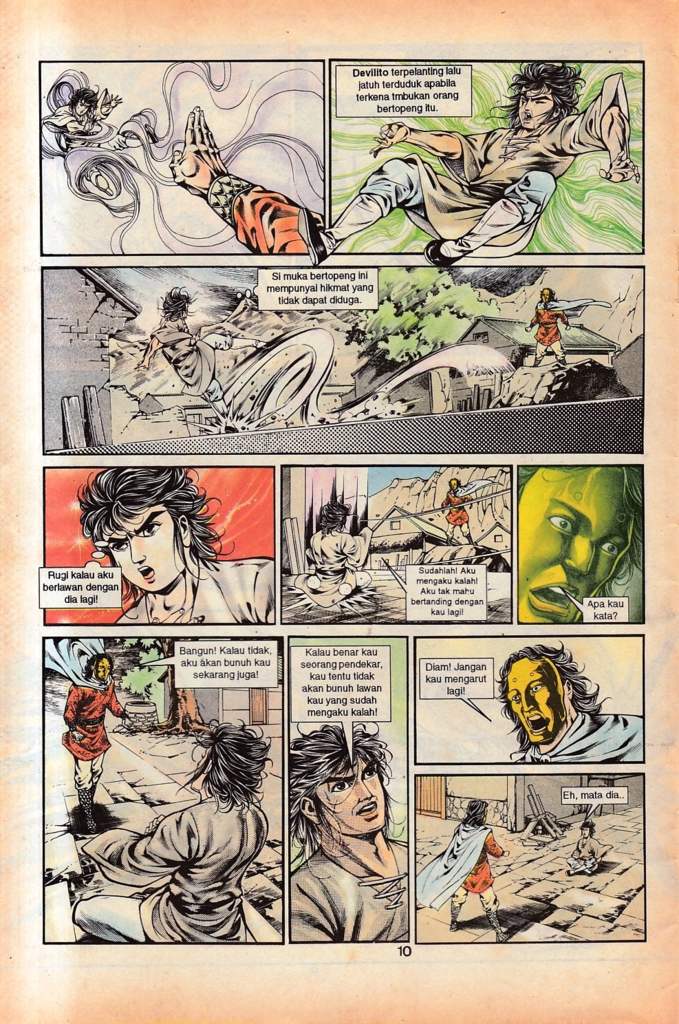 Devilito terpelanting lalu
jatuh terduduk apabila
terkena tmbukan orang
bertopeng itu.
Si muka bertopeng ini
mempunyai hikmat yang
tidak dapat diduga.
Rugi kalau aku
berlawan dengan
dia lagi!
Sudahlah! Aku
mengaku kalah!
Aku tak mahu
bertanding dengan
kau lagi!
Apa kau
kata?
Bangun! Kalau tidak,
aku âkan bunuh kau
sekarang juga!
Kalau benar kau
seorang pendekar,
kau tentu tidak
akan bunuh lawan
kau yang sudah
mengaku kalah!
Diam! Jangan
kau mengarut
lagi!
Eh, mata dia..
10